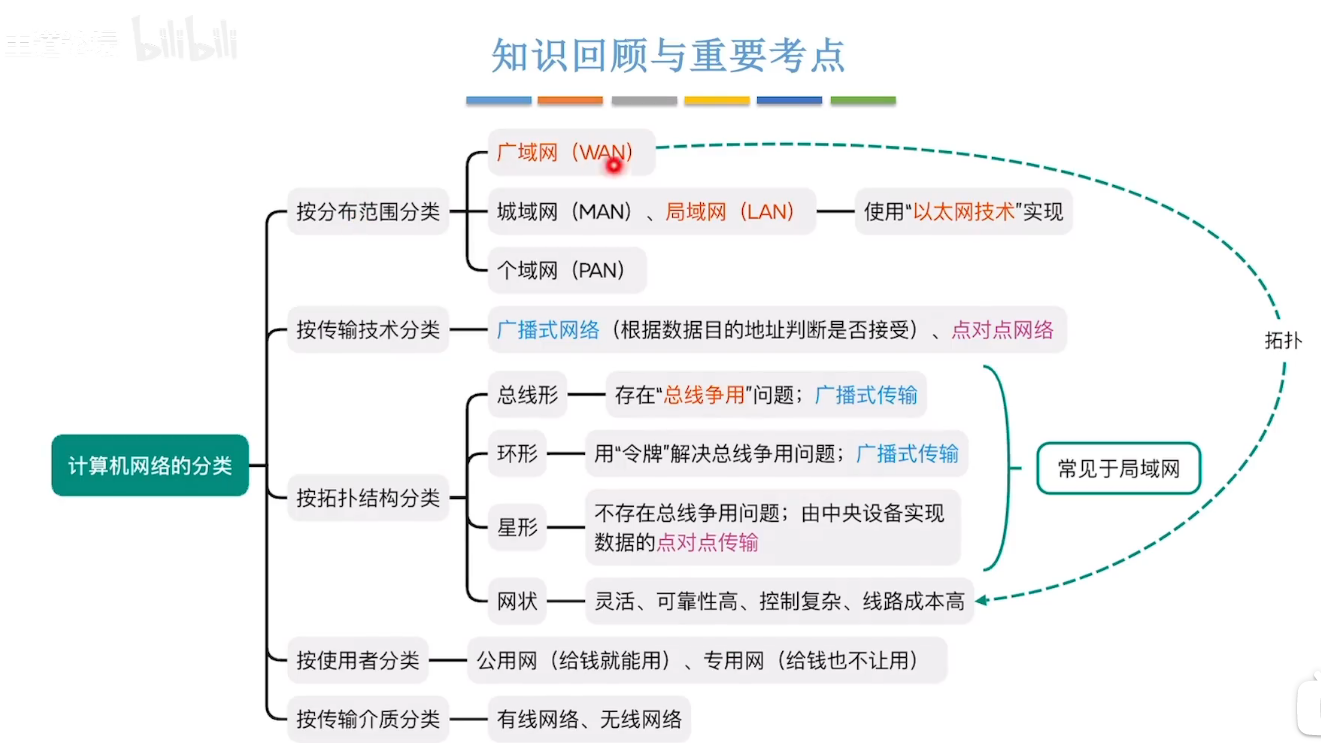 bilibili
知识回顾与重要考点
广域网（WAN）
按分布范围分类
城域网（MAN）、局域网（LAN）
使用“以太网技术”实现
个域网（PAN）
按传输技术分类
广播式网络（根据数据目的地址判断是否接受）、点对点网络
拓扑
总线形
存在“总线争用”问题；广播式传输
环形
用“令牌”解决总线争用问题；广播式传输
计算机网络的分类
常见于局域网
按拓扑结构分类
星形
不存在总线争用问题；由中央设备实现
数据的点对点传输
网状
灵活、可靠性高、控制复杂、线路成本高
按使用者分类
公用网（给钱就能用）、专用网（给钱也不让用）
按传输介质分类
有线网络、无线网络